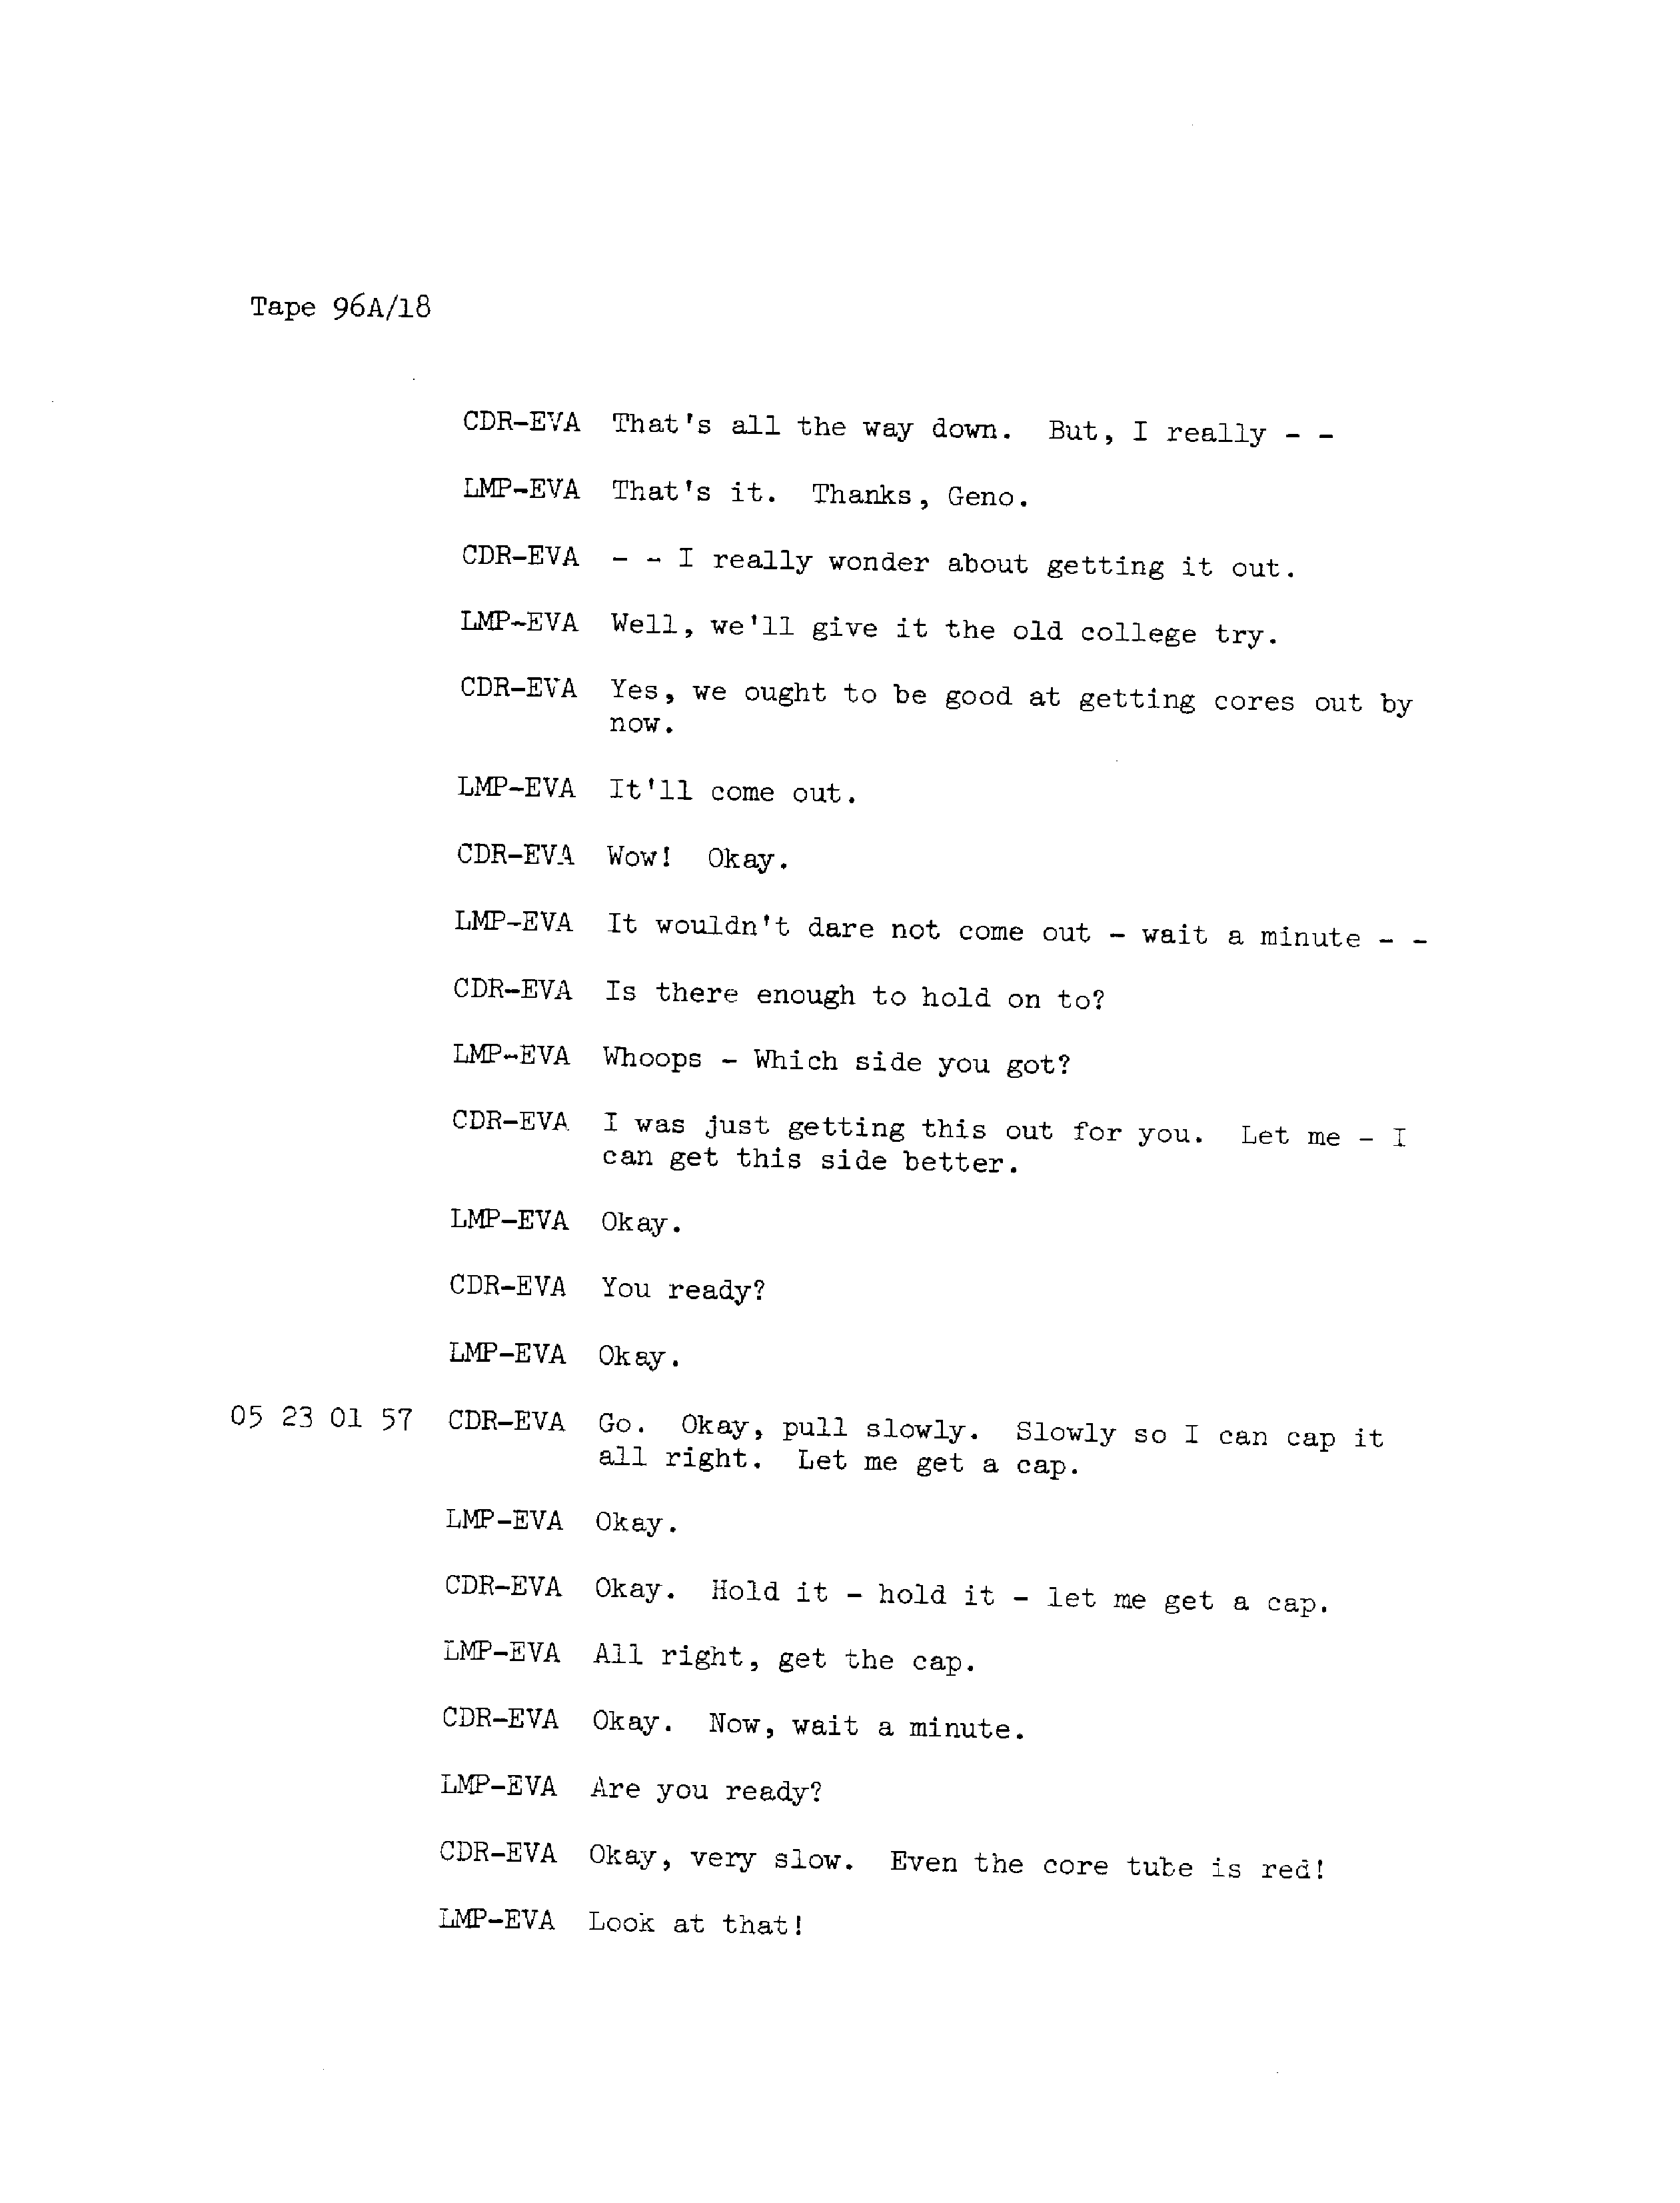 Tape 96A/18
CDR-EVA That's all the way down. But, I really - -
LMP-EVA That's it. Thanks, Geno.
CDR-EVA - - I really wonder about getting it out.
LMP-EVA Well, we'll give it the old college try.
CDR-EVA Yes, we ought to be good at getting cores out by
now.
LMP-EVA It'll come out.
CDR-EVA Wow! Okay.
LMP-EVA It wouldn't dare not come out - wait a minute - -
CDR-EVA Is there enough to hold on to?
LMP-EVA Whoops - Which side you got?
CDR-EVA I was just getting this out for you. Let me - I
can get this side better.
LMP-EVA Okay.
CDR-EVA You ready?
LMP-EVA Okay.
05 23 01 57 CDR-EVA Go. Okay, pull slowly. Slowly so I can cap it
all right. Let me get a cap.
LMP-EVA Okay.
CDR-EVA Okay. Hold it - hold it - let me get a cap.
LMP-EVA All right, get the cap.
CDR-EVA Okay. Now, wait a minute.
LMP-EVA Are you ready?
CDR-EVA Okay, very slow. Even the core tube is red!
LMP-EVA Look at that!